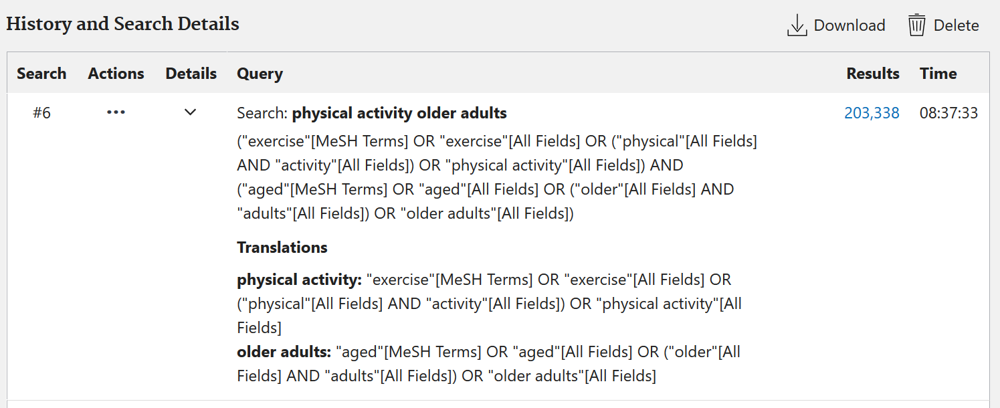 History and Search Details
Download
Delete
Search Actions Details Query Results Time
#6 ••• Search: physical activity older adults 203,338 08:37:33
("exercise"[MeSH Terms] OR "exercise"[All Fields] OR ("physical"[All Fields]
AND "activity"[All Fields]) OR "physical activity"[All Fields]) AND
("aged"[MeSH Terms] OR "aged"[All Fields] OR ("older"[All Fields] AND
"adults"[All Fields]) OR "older adults"[All Fields])
Translations
physical activity: "exercise"[MeSH Terms] OR "exercise"[All Fields] OR
("physical"[All Fields] AND "activity"[All Fields]) OR "physical activity"[All
Fields]
older adults: "aged"[MeSH Terms] OR "aged"[All Fields] OR ("older"[All
Fields] AND "adults"[All Fields]) OR "older adults"[All Fields]